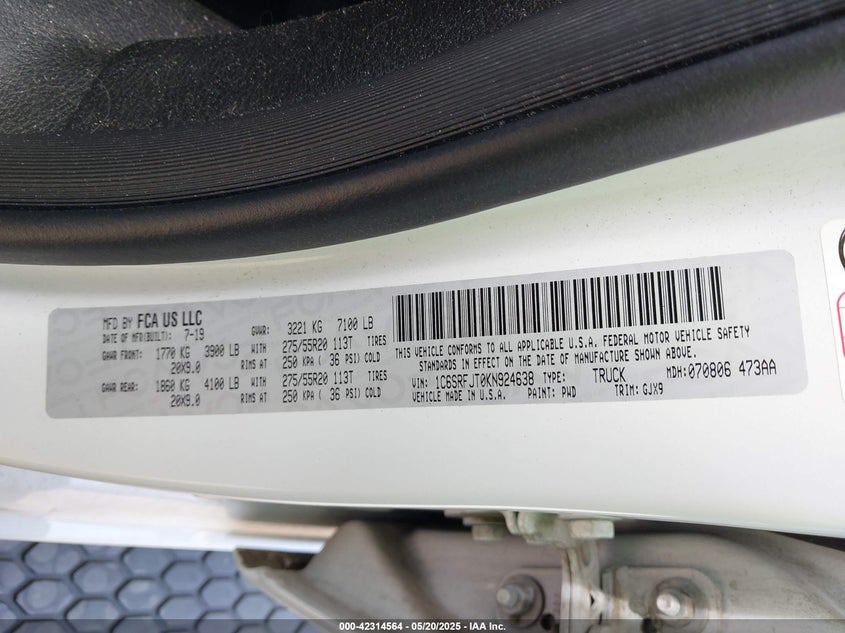 MFD BY FCA US LLC
DATE OF MFR(BUILT): 7-19 GVWR: 3221 KG 7100 LB
GAWR FRONT: 1770 KG 3900 LB WITH 275/55R20 113T TIRES
20X9.0 RIMS AT 250 KPA ( 36 PSI) COLD
GAWR REAR: 1860 KG 4100 LB WITH 275/55R20 113T TIRES
20X9.0 RIMS AT 250 KPA ( 36 PSI) COLD
THIS VEHICLE CONFORMS TO ALL APPLICABLE U.S.A. FEDERAL MOTOR VEHICLE SAFETY
STANDARDS IN EFFECT ON THE DATE OF MANUFACTURE SHOWN ABOVE.
VIN: 1C6SRFJT0KN924638 TYPE: TRUCK MDH: 070806 473AA
VEHICLE MADE IN U.S.A. PAINT: PWD TRIM: GJX9
000-42314564 | 05/20/2025 | IAA Inc.